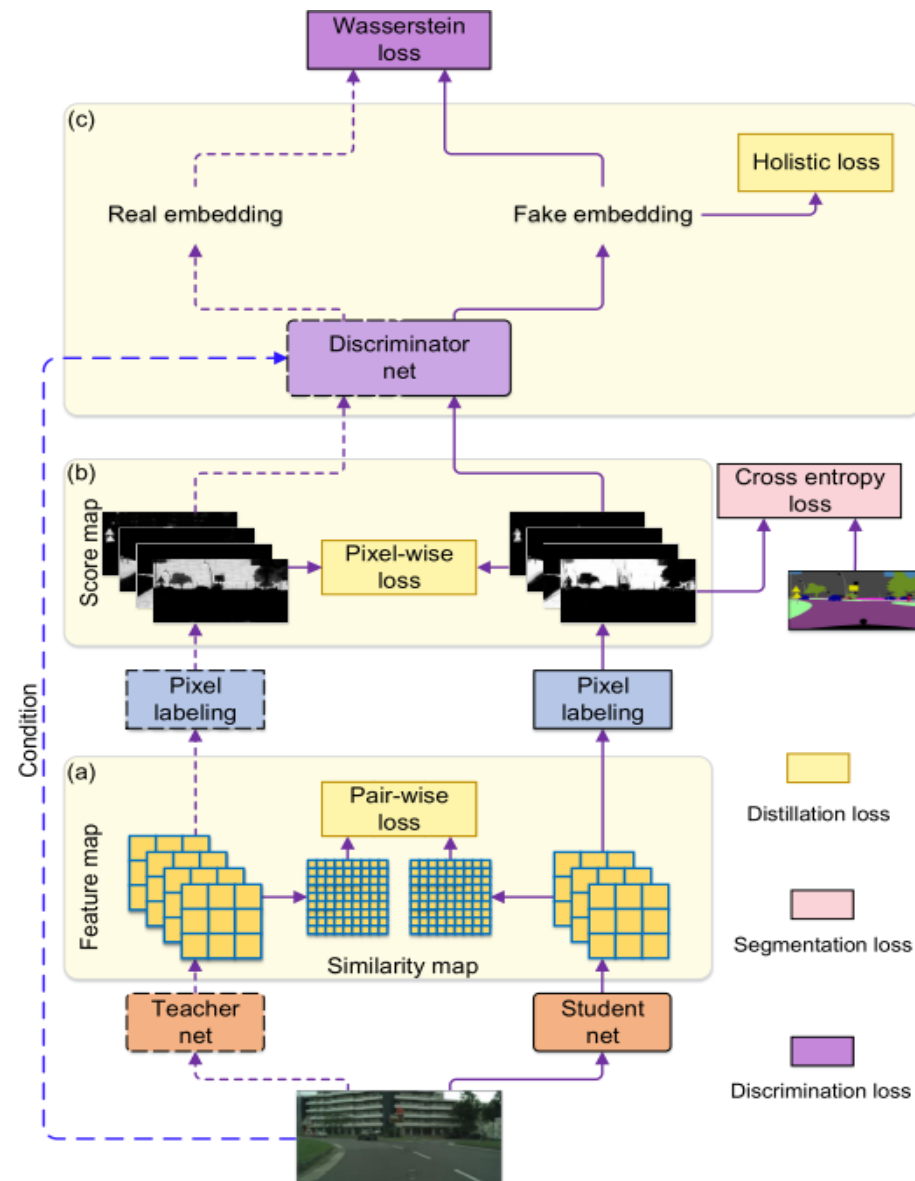 Wasserstein
loss
(c)
Holistic loss
Real embedding
Fake embedding
Discriminator
net
(b)
Cross entropy
loss
Score map
Pixel-wise
loss
Pixel
labeling
Pixel
labeling
Condition
(a)
Pair-wise
loss
Distillation loss
Feature map
Similarity map
Segmentation loss
Teacher
net
Student
net
Discrimination loss